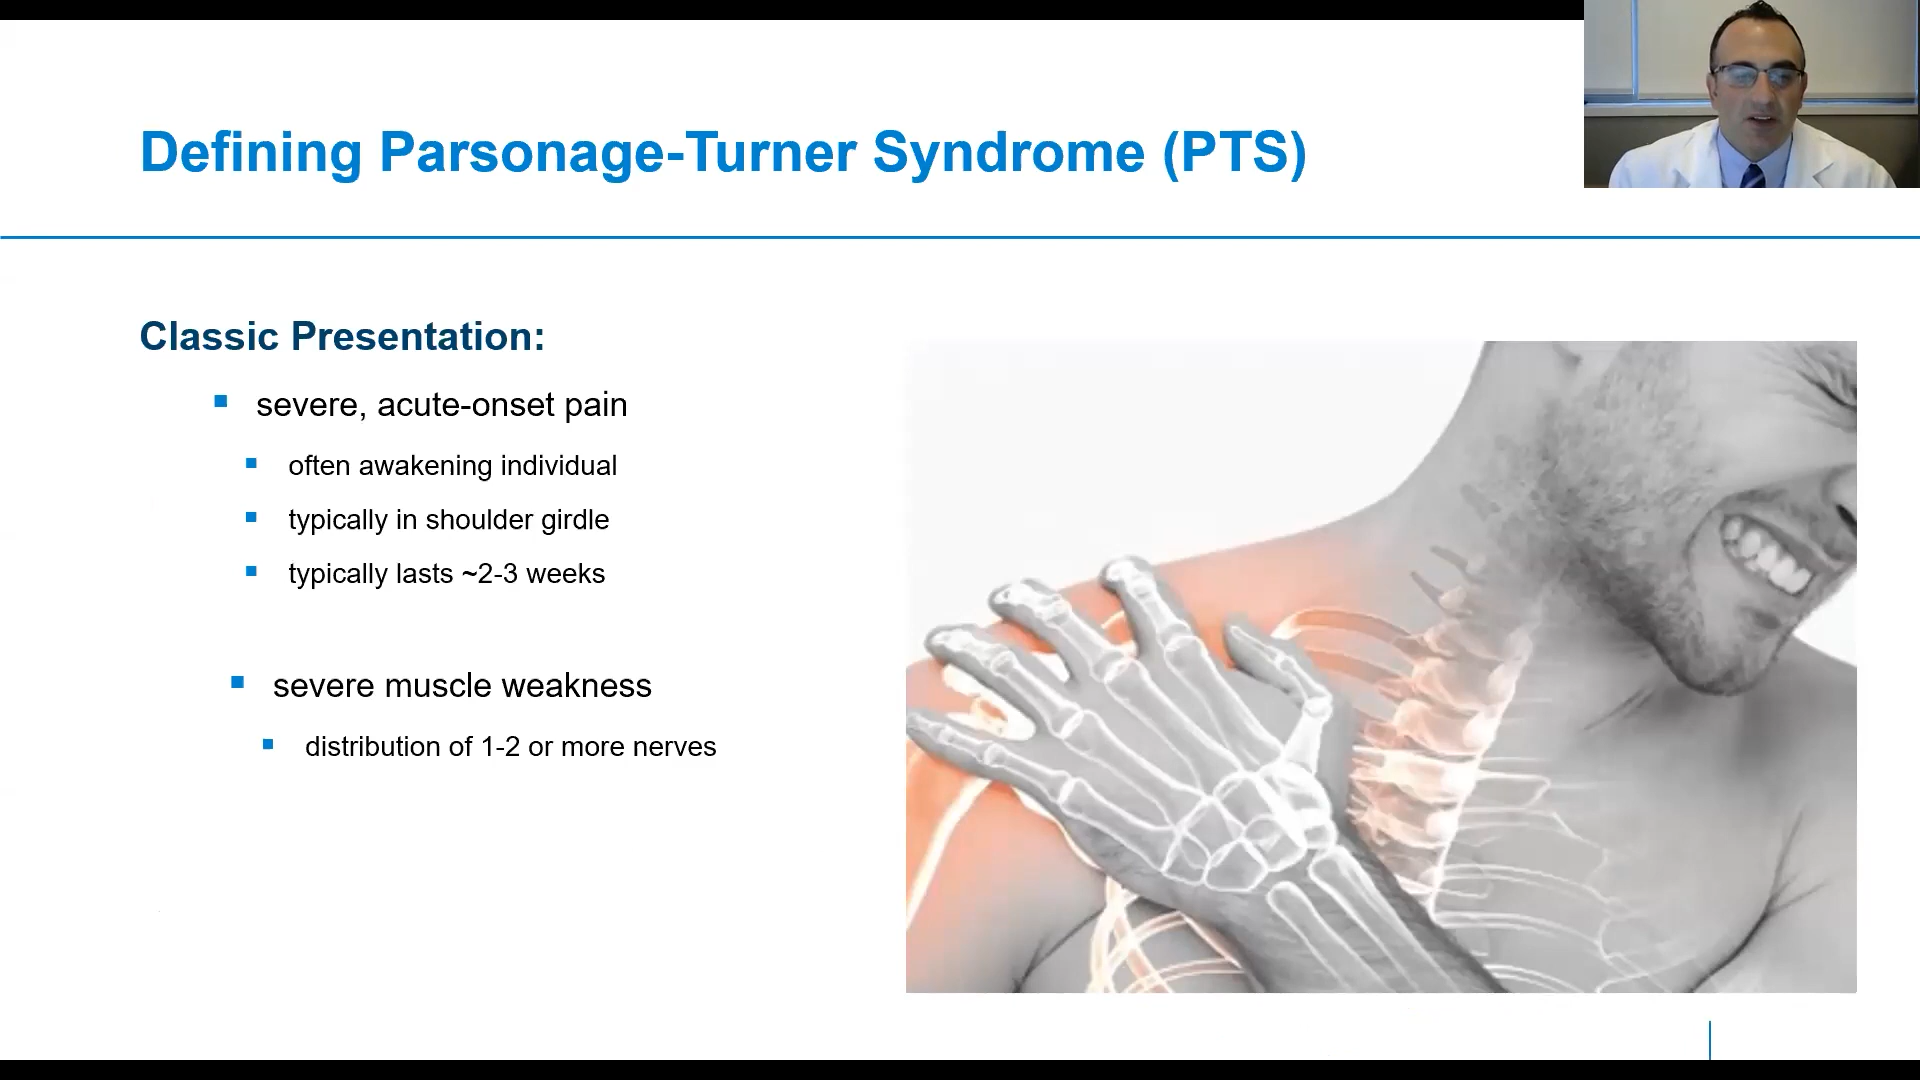 Defining Parsonage-Turner Syndrome (PTS)
Classic Presentation:
severe, acute-onset pain
often awakening individual
typically in shoulder girdle
typically lasts ~2-3 weeks
severe muscle weakness
distribution of 1-2 or more nerves